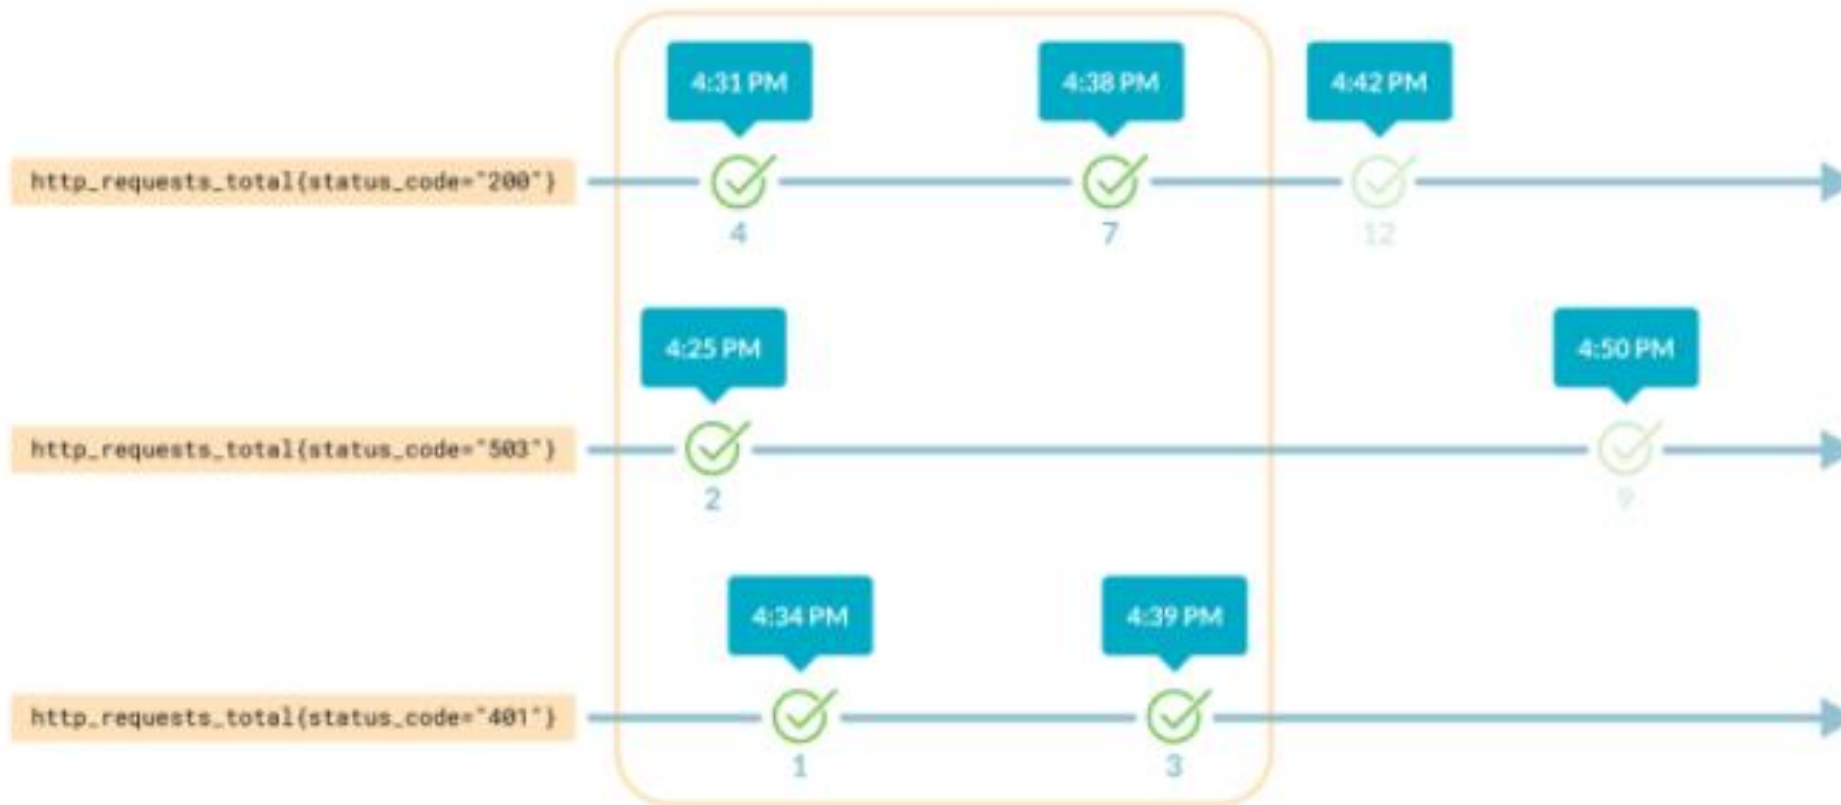 4:31 PM
4:38 PM
4:42 PM
http_requests_total{status_code="200"}
4
7
12
4:25 PM
4:50 PM
http_requests_total{status_code="503"}
2
9
4:34 PM
4:39 PM
http_requests_total{status_code="401"}
1
3